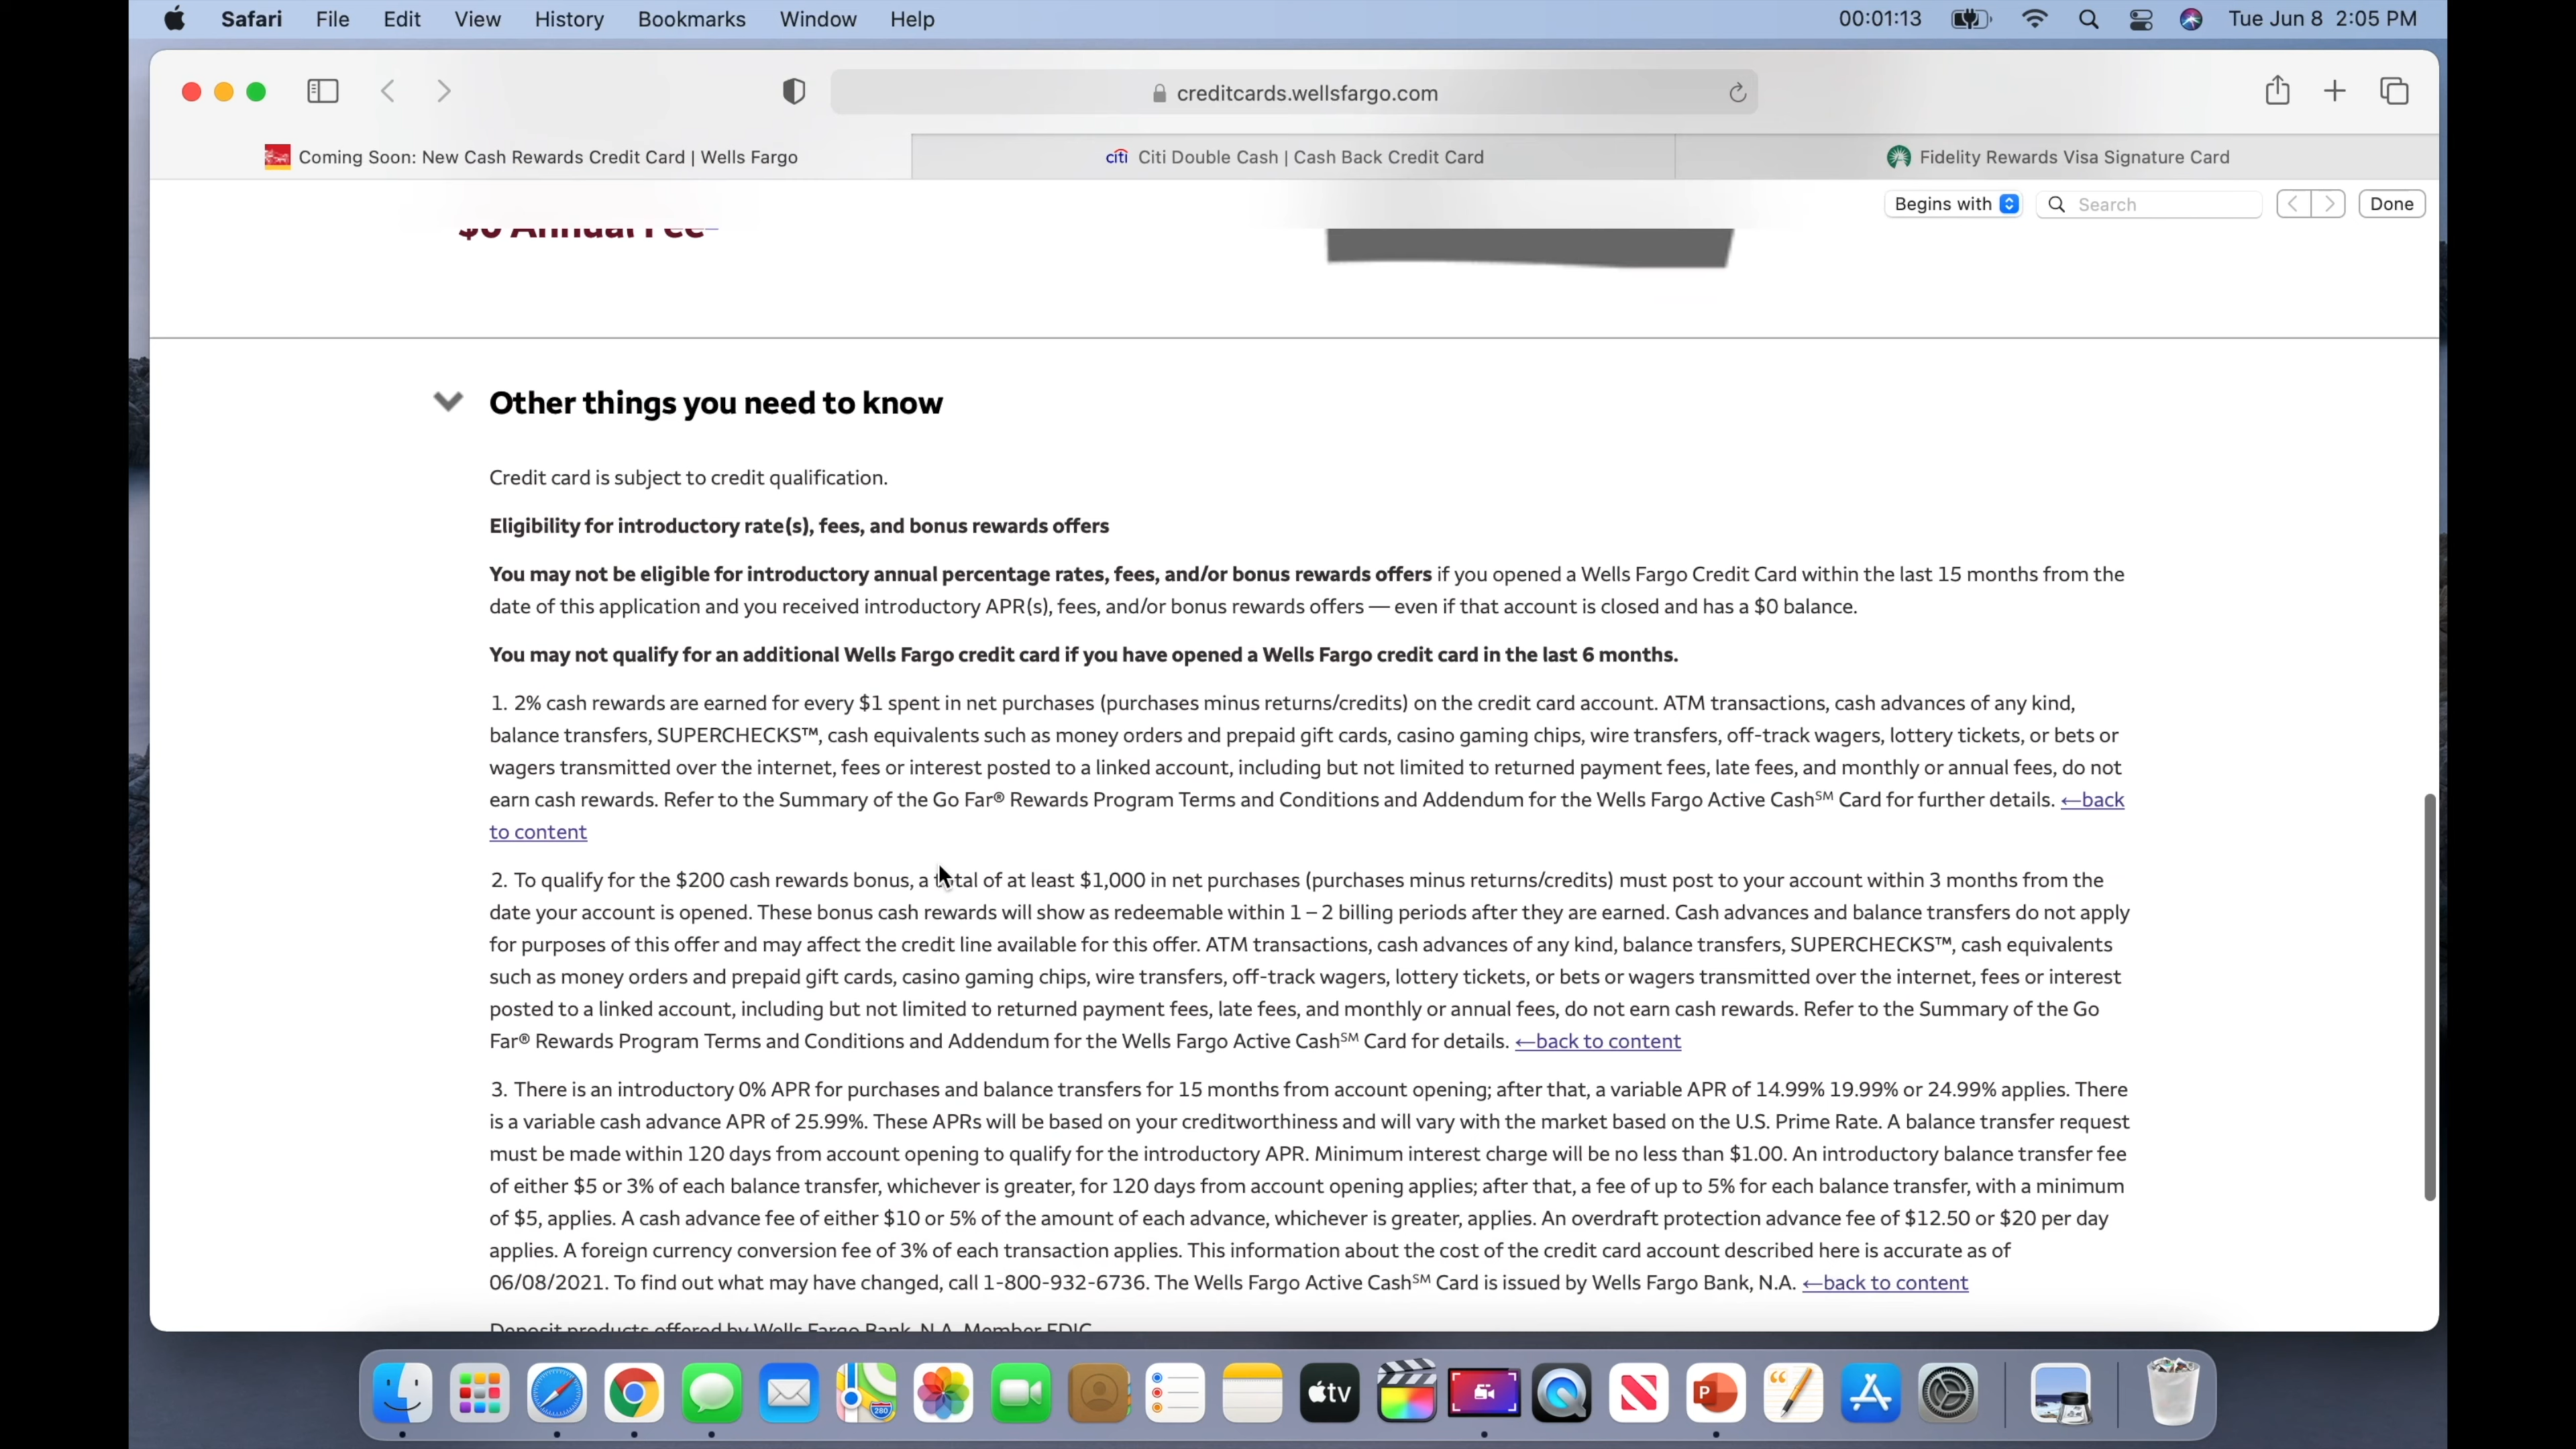 Safari File Edit View History Bookmarks Window Help 00:01:13 Tue Jun 8 2:05 PM
creditcards.wellsfargo.com
Coming Soon: New Cash Rewards Credit Card | Wells Fargo
citi Citi Double Cash | Cash Back Credit Card
Fidelity Rewards Visa Signature Card
Begins with Search Done
$0 Annual Fee
Other things you need to know
Credit card is subject to credit qualification.
Eligibility for introductory rate(s), fees, and bonus rewards offers
You may not be eligible for introductory annual percentage rates, fees, and/or bonus rewards offers if you opened a Wells Fargo Credit Card within the last 15 months from the
date of this application and you received introductory APR(s), fees, and/or bonus rewards offers — even if that account is closed and has a $0 balance.
You may not qualify for an additional Wells Fargo credit card if you have opened a Wells Fargo credit card in the last 6 months.
1. 2% cash rewards are earned for every $1 spent in net purchases (purchases minus returns/credits) on the credit card account. ATM transactions, cash advances of any kind,
balance transfers, SUPERCHECKS™, cash equivalents such as money orders and prepaid gift cards, casino gaming chips, wire transfers, off-track wagers, lottery tickets, or bets or
wagers transmitted over the internet, fees or interest posted to a linked account, including but not limited to returned payment fees, late fees, and monthly or annual fees, do not
earn cash rewards. Refer to the Summary of the Go Far® Rewards Program Terms and Conditions and Addendum for the Wells Fargo Active Cash℠ Card for further details. ←back
to content
2. To qualify for the $200 cash rewards bonus, a total of at least $1,000 in net purchases (purchases minus returns/credits) must post to your account within 3 months from the
date your account is opened. These bonus cash rewards will show as redeemable within 1 – 2 billing periods after they are earned. Cash advances and balance transfers do not apply
for purposes of this offer and may affect the credit line available for this offer. ATM transactions, cash advances of any kind, balance transfers, SUPERCHECKS™, cash equivalents
such as money orders and prepaid gift cards, casino gaming chips, wire transfers, off-track wagers, lottery tickets, or bets or wagers transmitted over the internet, fees or interest
posted to a linked account, including but not limited to returned payment fees, late fees, and monthly or annual fees, do not earn cash rewards. Refer to the Summary of the Go
Far® Rewards Program Terms and Conditions and Addendum for the Wells Fargo Active Cash℠ Card for details. ←back to content
3. There is an introductory 0% APR for purchases and balance transfers for 15 months from account opening; after that, a variable APR of 14.99% 19.99% or 24.99% applies. There
is a variable cash advance APR of 25.99%. These APRs will be based on your creditworthiness and will vary with the market based on the U.S. Prime Rate. A balance transfer request
must be made within 120 days from account opening to qualify for the introductory APR. Minimum interest charge will be no less than $1.00. An introductory balance transfer fee
of either $5 or 3% of each balance transfer, whichever is greater, for 120 days from account opening applies; after that, a fee of up to 5% for each balance transfer, with a minimum
of $5, applies. A cash advance fee of either $10 or 5% of the amount of each advance, whichever is greater, applies. An overdraft protection advance fee of $12.50 or $20 per day
applies. A foreign currency conversion fee of 3% of each transaction applies. This information about the cost of the credit card account described here is accurate as of
06/08/2021. To find out what may have changed, call 1-800-932-6736. The Wells Fargo Active Cash℠ Card is issued by Wells Fargo Bank, N.A. ←back to content
Deposit products offered by Wells Fargo Bank, N.A. Member FDIC
280 tv P